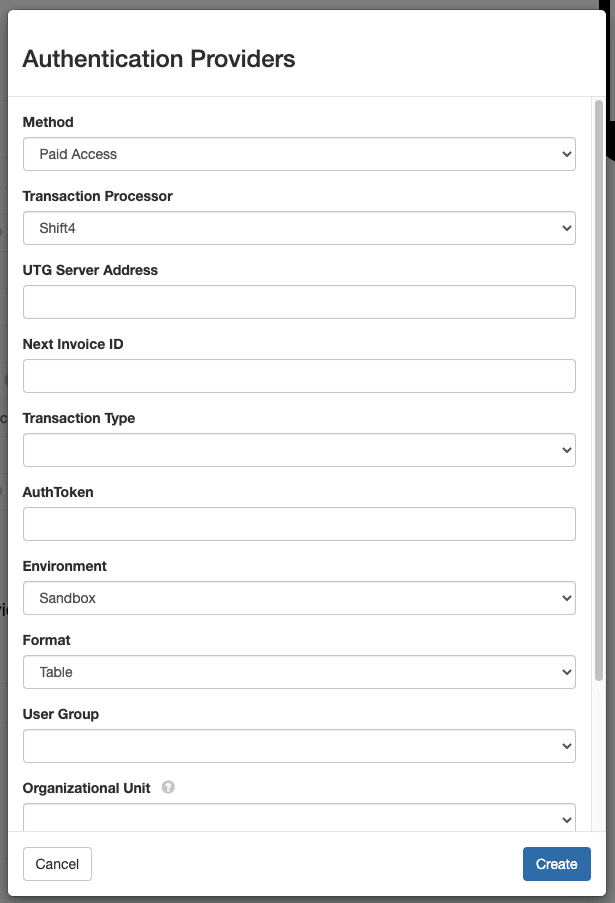 Authentication Providers
Method
Paid Access
Transaction Processor
Shift4
UTG Server Address
Next Invoice ID
Transaction Type
AuthToken
Environment
Sandbox
Format
Table
User Group
Organizational Unit ?
Cancel
Create